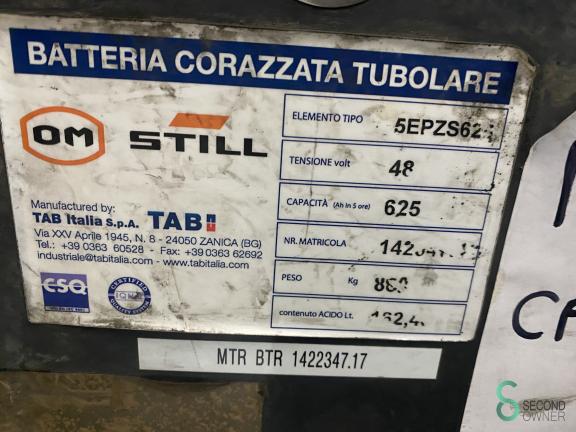 BATTERIA CORAZZATA TUBOLARE
OM STILL
Manufactured by:
TAB Italia s.p.A. TAB
Via XXV Aprile 1945, N. 8 - 24050 ZANICA (BG)
Tel.: +39 0363 60528 - Fax: +39 0363 62692
industriale@tabitalia.com - www.tabitalia.com
CSQ
CERTIFIED
ELEMENTO TIPO
TENSIONE volt 48
CAPACITÀ (Ah in 5 ore) 625
NR. MATRICOLA
PESO Kg
contenuto ACIDO Lt.
MTR BTR 1422347.17
SECOND
OWNER